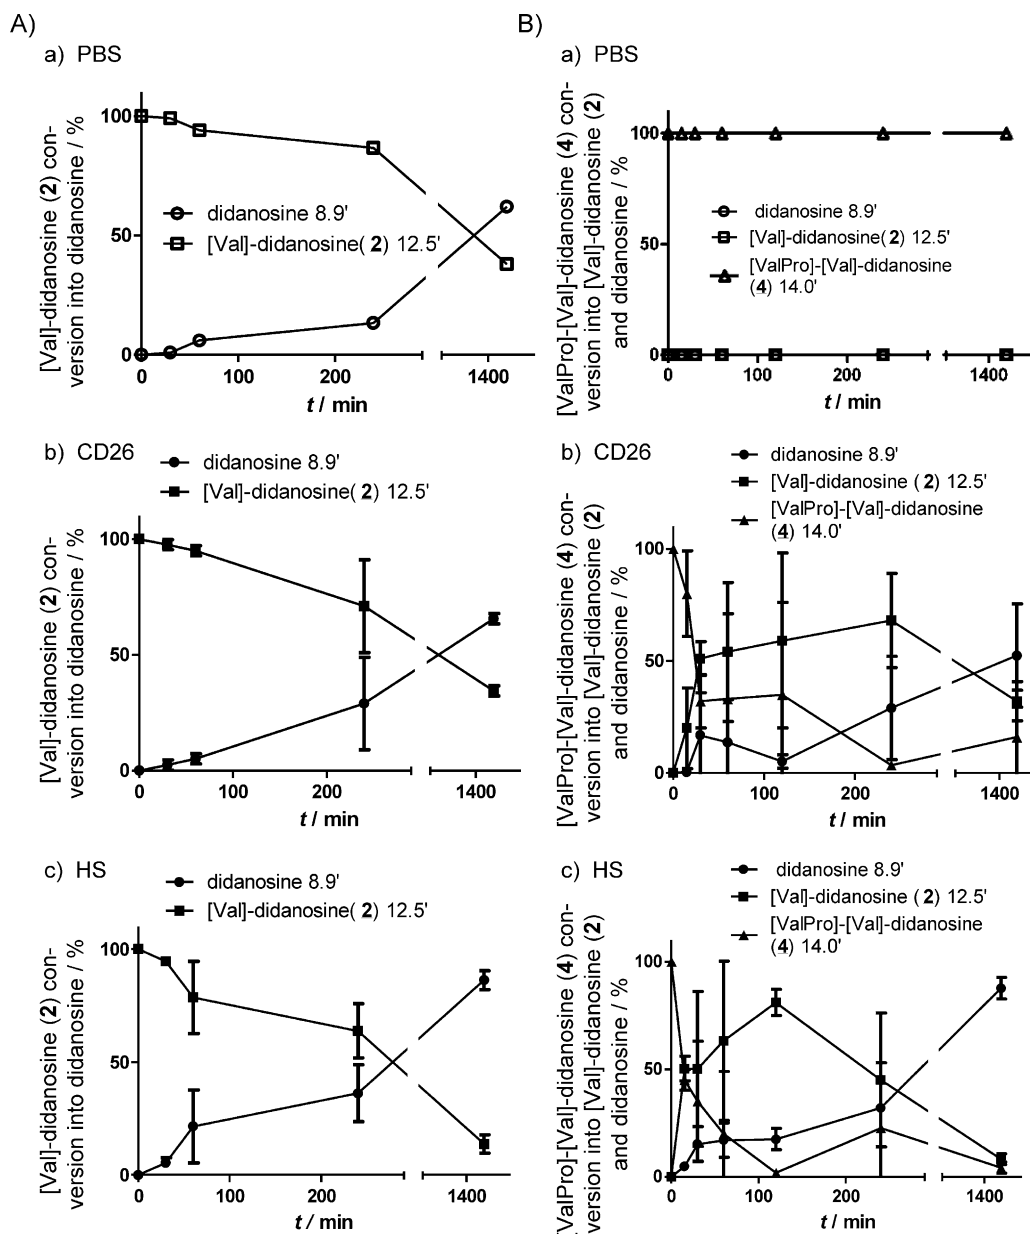 A)
a) PBS
[Val]-didanosine (2) con-
version into didanosine / %
100
50
0
didanosine 8.9'
[Val]-didanosine( 2) 12.5'
0
100
200
1400
t / min
b) CD26
didanosine 8.9'
[Val]-didanosine( 2) 12.5'
[Val]-didanosine (2) con-
version into didanosine / %
100
50
0
0
100
200
1400
t / min
c) HS
didanosine 8.9'
[Val]-didanosine( 2) 12.5'
[Val]-didanosine (2) con-
version into didanosine / %
100
50
0
0
100
200
1400
t / min
B)
a) PBS
[ValPro]-[Val]-didanosine (4) con-
version into [Val]-didanosine (2)
and didanosine / %
100
50
0
didanosine 8.9'
[Val]-didanosine( 2) 12.5'
[ValPro]-[Val]-didanosine
(4) 14.0'
0
200
1400
t / min
b) CD26
didanosine 8.9'
[Val]-didanosine (2) 12.5'
[ValPro]-[Val]-didanosine
(4) 14.0'
[ValPro]-[Val]-didanosine (4) con-
version into [Val]-didanosine (2)
and didanosine / %
100
50
0
0
100
200
1400
t / min
c) HS
didanosine 8.9'
[Val]-didanosine (2) 12.5'
[ValPro]-[Val]-didanosine
(4) 14.0'
[ValPro]-[Val]-didanosine (4) con-
version into [Val]-didanosine (2)
and didanosine / %
100
50
0
0
100
200
1400
t / min